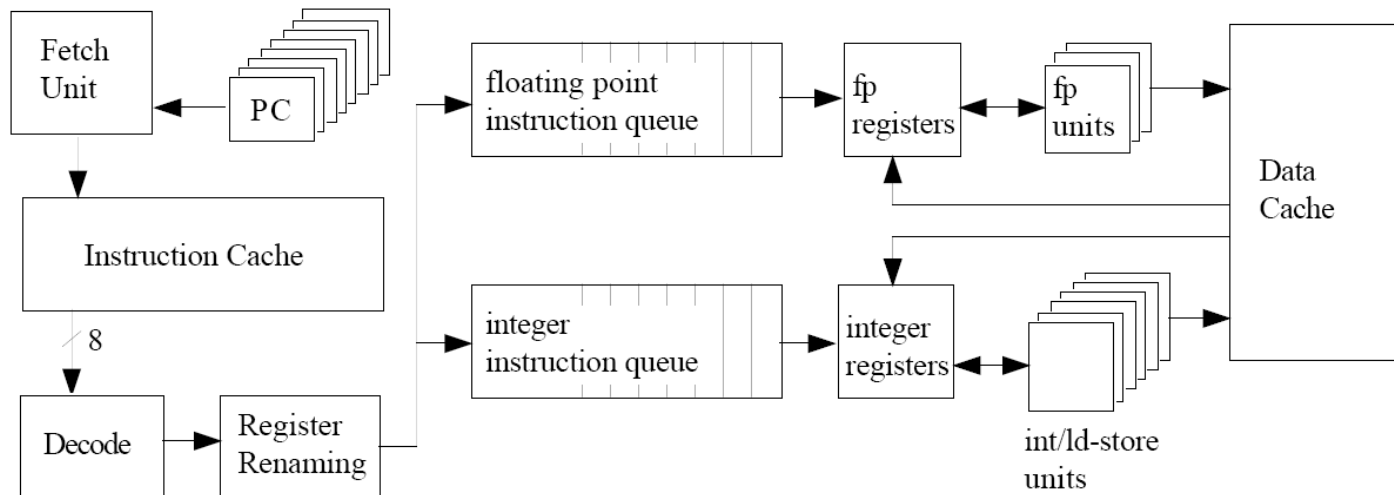 Fetch
Unit
PC
floating point
instruction queue
fp
registers
fp
units
Data
Cache
Instruction Cache
8
integer
instruction queue
integer
registers
Decode
Register
Renaming
int/ld-store
units